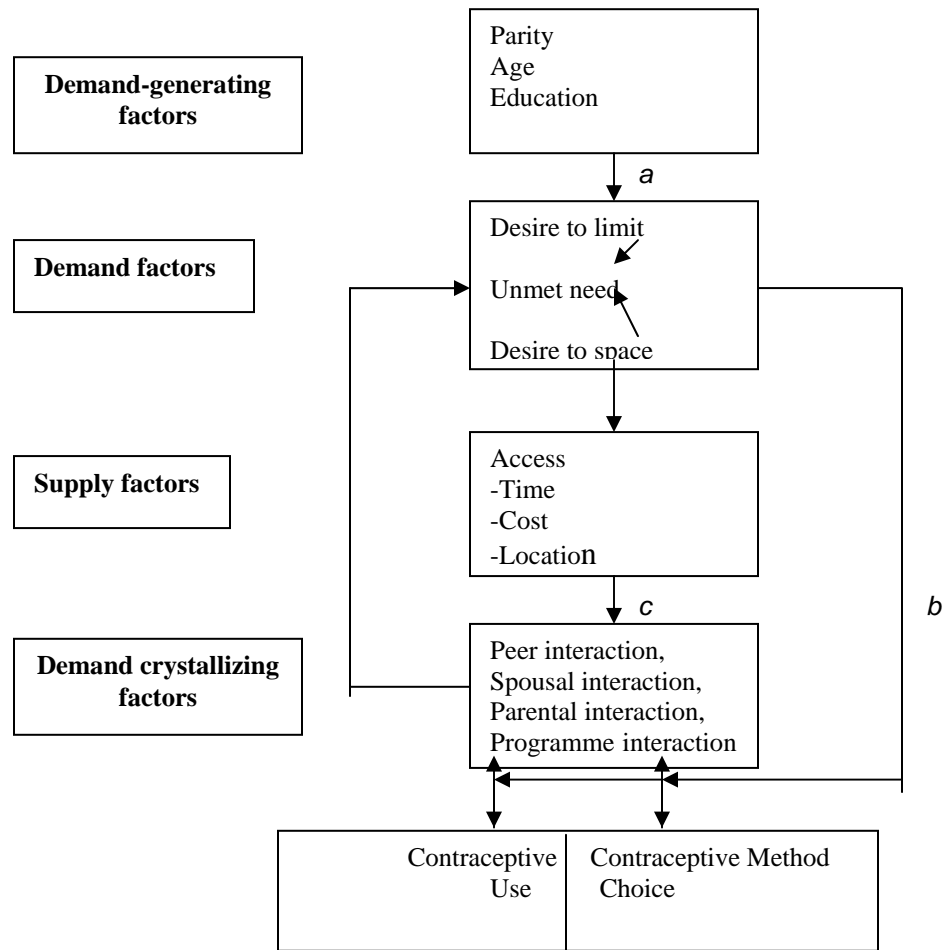 Parity
Age
Education
Demand-generating
factors
a
Desire to limit
Demand factors
Unmet need
Desire to space
Access
-Time
-Cost
-Location
Supply factors
c
b
Peer interaction,
Spousal interaction,
Parental interaction,
Programme interaction
Demand crystallizing
factors
Contraceptive
Use
Contraceptive Method
Choice